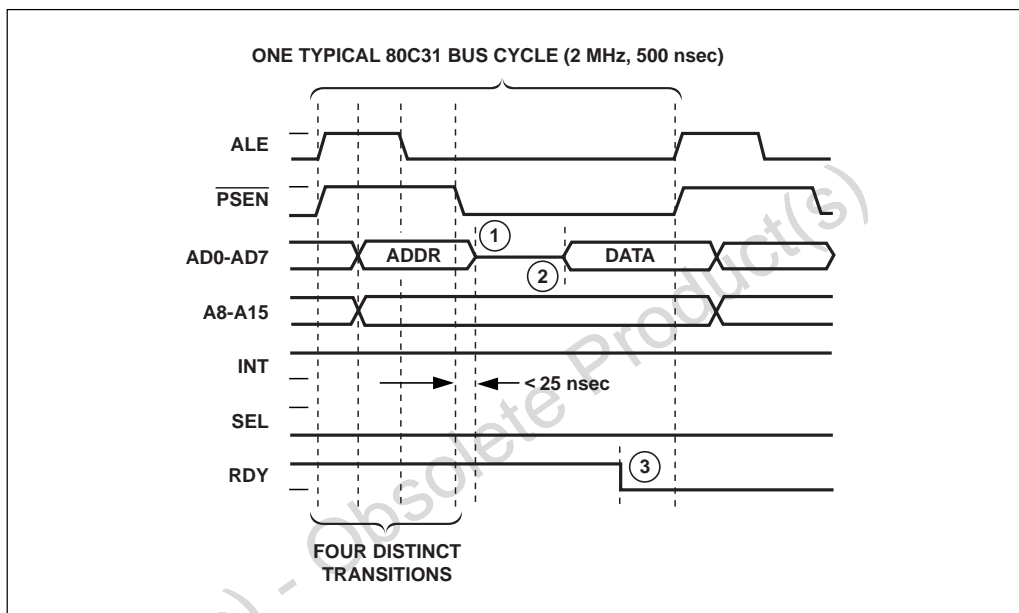 ONE TYPICAL 80C31 BUS CYCLE (2 MHz, 500 nsec)
ALE
PSEN
AD0-AD7
ADDR
1
2
DATA
A8-A15
INT
< 25 nsec
SEL
RDY
3
FOUR DISTINCT
TRANSITIONS
) - Obsolete Product(s)